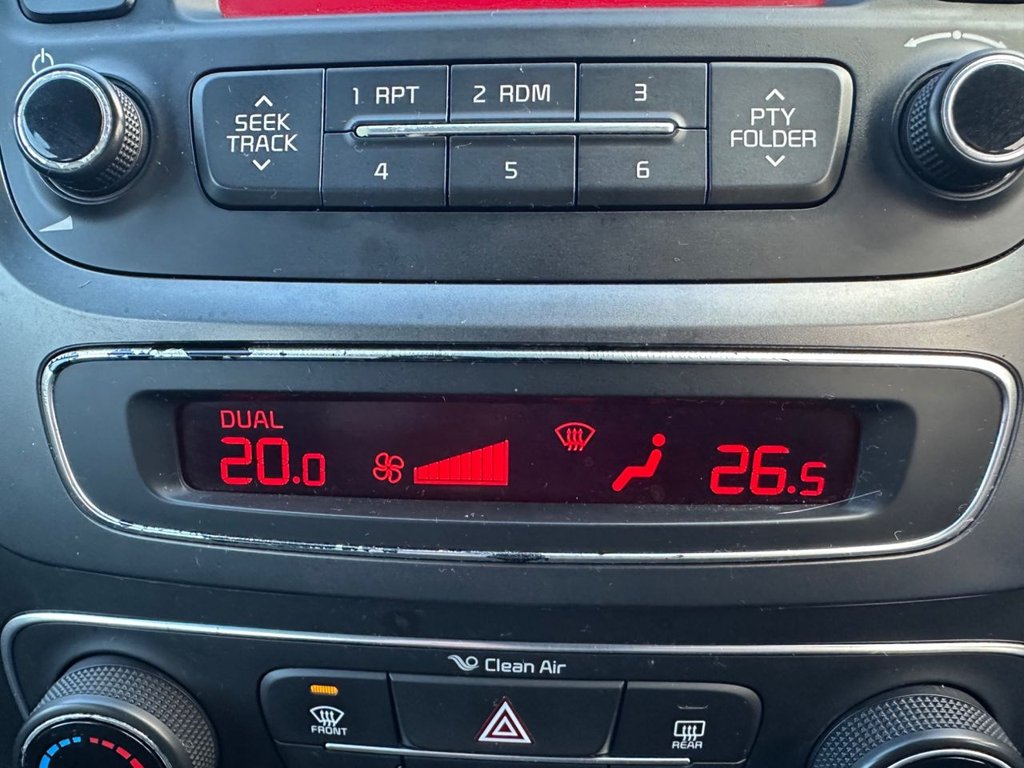 SEEK
TRACK
1 RPT
2 RDM
3
4
5
6
PTY
FOLDER
DUAL
20.0
26.5
Clean Air
FRONT
REAR